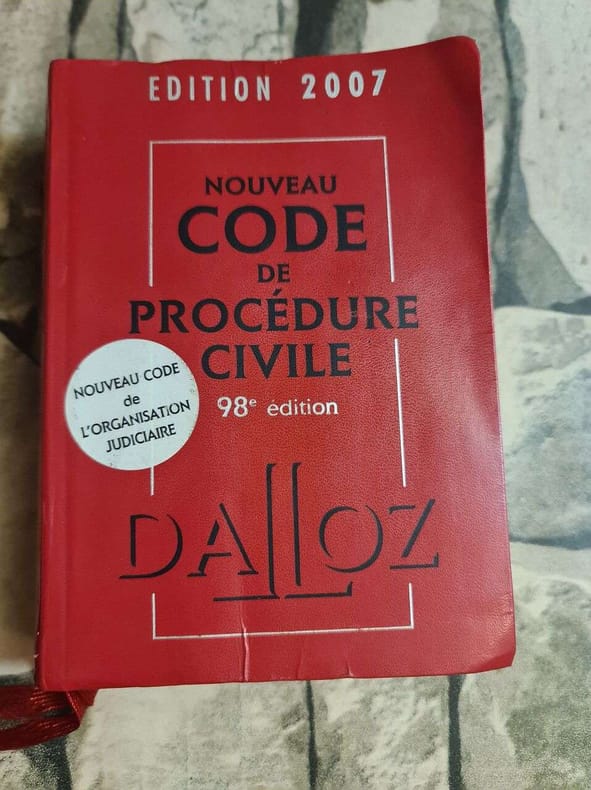 EDITION 2007
NOUVEAU
CODE
DE
PROCÉDURE
CIVILE
98e édition
NOUVEAU CODE
de
L'ORGANISATION
JUDICIAIRE
DALLOZ